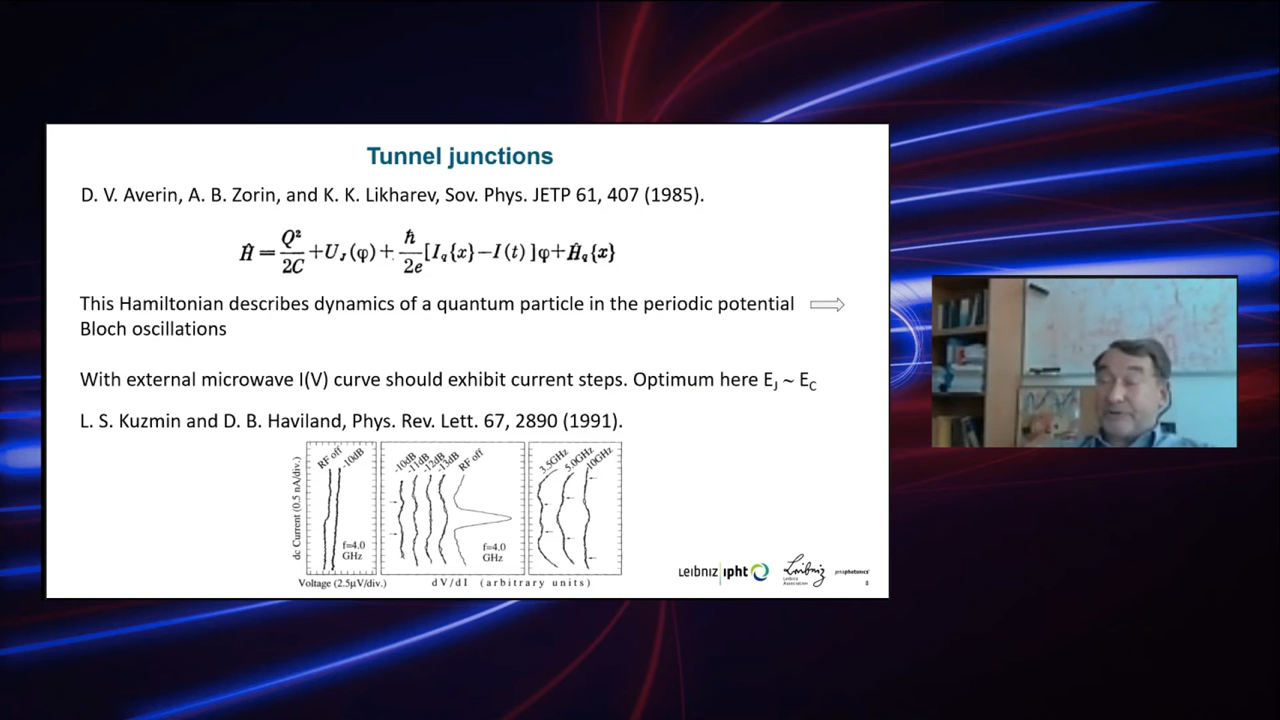 Tunnel junctions
D. V. Averin, A. B. Zorin, and K. K. Likharev, Sov. Phys. JETP 61, 407 (1985).
Ĥ = Q²/2C + U_J(φ) + ħ/2e [I_q{x} − I(t)]φ + Ĥ_q{x}
This Hamiltonian describes dynamics of a quantum particle in the periodic potential ⇨
Bloch oscillations
With external microwave I(V) curve should exhibit current steps. Optimum here E_J ~ E_C
L. S. Kuzmin and D. B. Haviland, Phys. Rev. Lett. 67, 2890 (1991).
dc Current (0.5 nA/div.)
RF off
-10dB
f=4.0
GHz
Voltage (2.5μV/div.)
-10dB
-11dB
-12dB
-13dB
RF off
f=4.0
GHz
3.5GHz
5.0GHz
10GHz
dV/dI (arbitrary units)
Leibniz ipht
Leibniz
Leibniz
Association
8